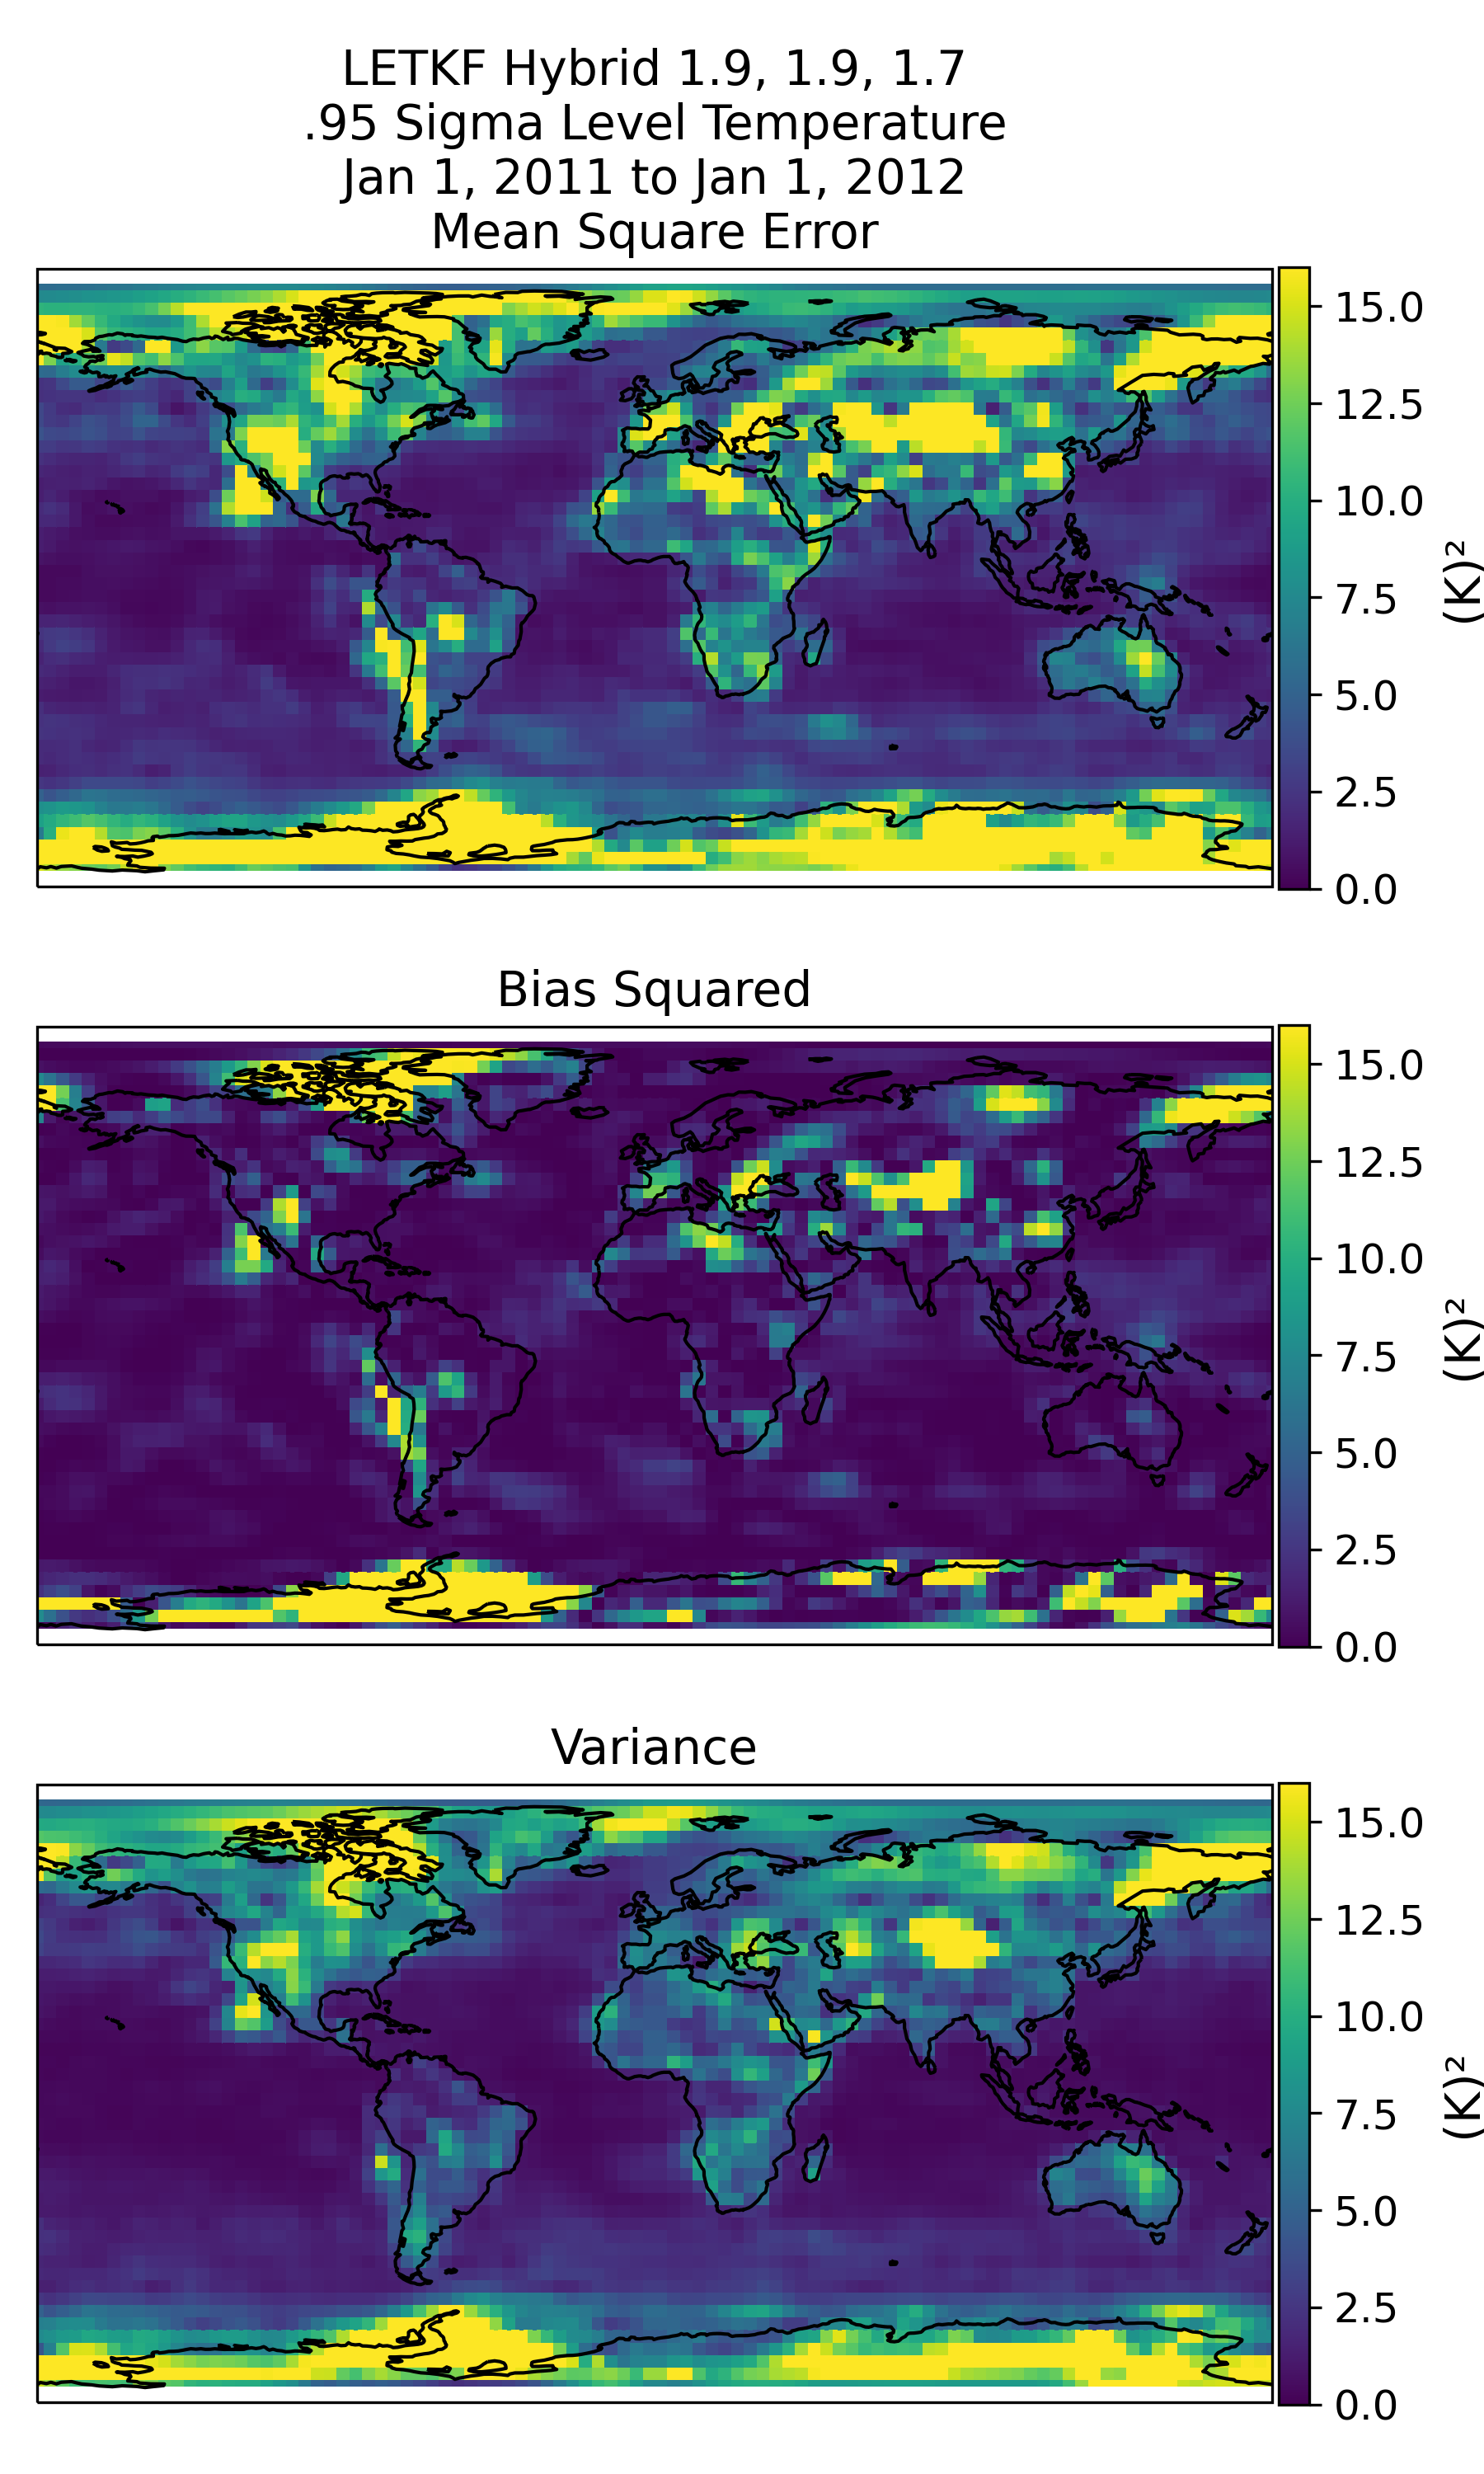 LETKF Hybrid 1.9, 1.9, 1.7
.95 Sigma Level Temperature
Jan 1, 2011 to Jan 1, 2012
Mean Square Error
15.0
12.5
10.0
7.5
5.0
2.5
0.0
(K)²
Bias Squared
15.0
12.5
10.0
7.5
5.0
2.5
0.0
(K)²
Variance
15.0
12.5
10.0
7.5
5.0
2.5
0.0
(K)²